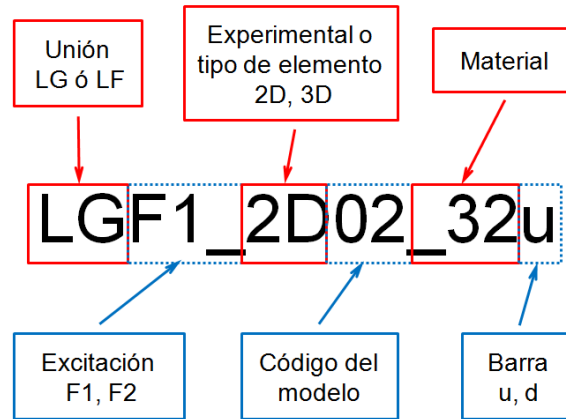 Unión
LG ó LF
Experimental o
tipo de elemento
2D, 3D
Material
LGF1_2D02_32u
Excitación
F1, F2
Código del
modelo
Barra
u, d